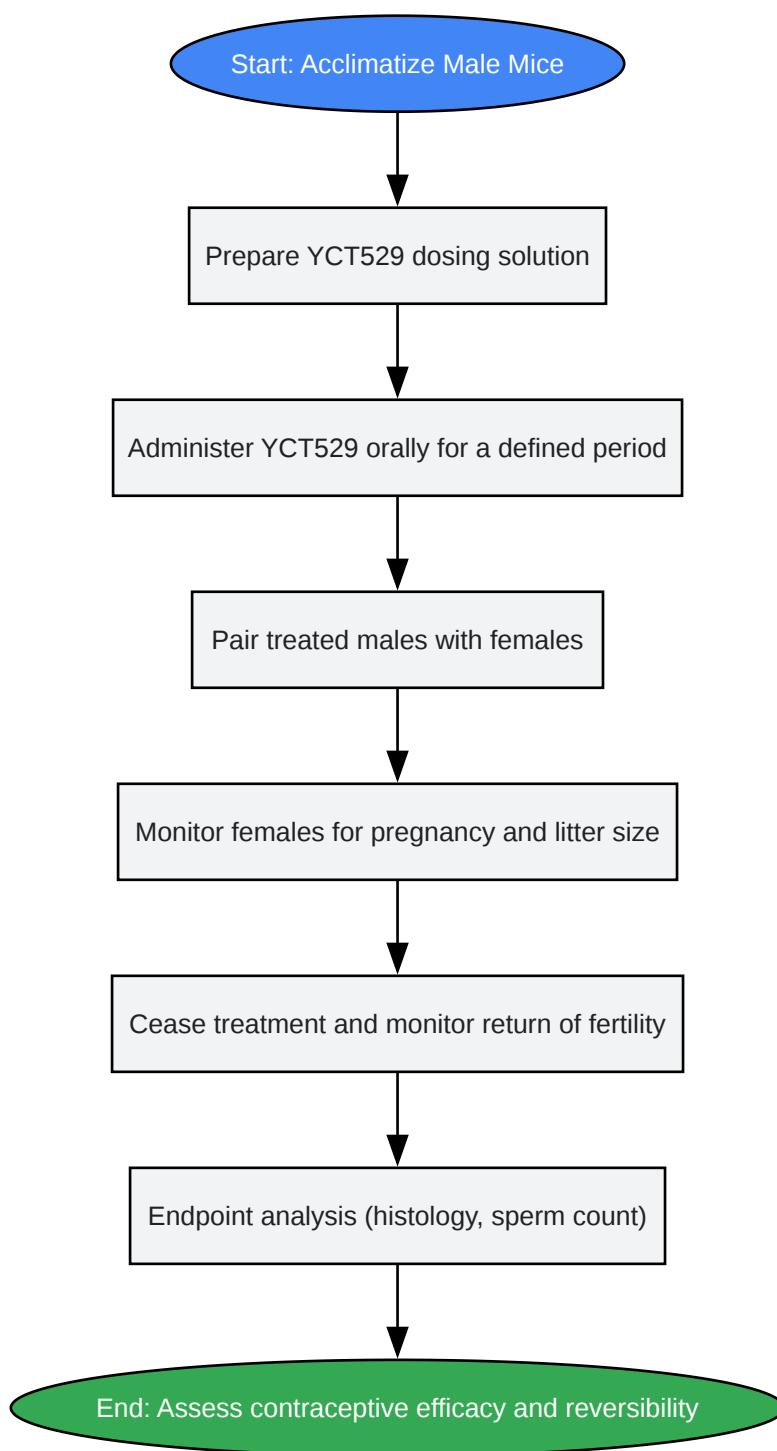 Start: Acclimatize Male Mice
Prepare YCT529 dosing solution
Administer YCT529 orally for a defined period
Pair treated males with females
Monitor females for pregnancy and litter size
Cease treatment and monitor return of fertility
Endpoint analysis (histology, sperm count)
End: Assess contraceptive efficacy and reversibility